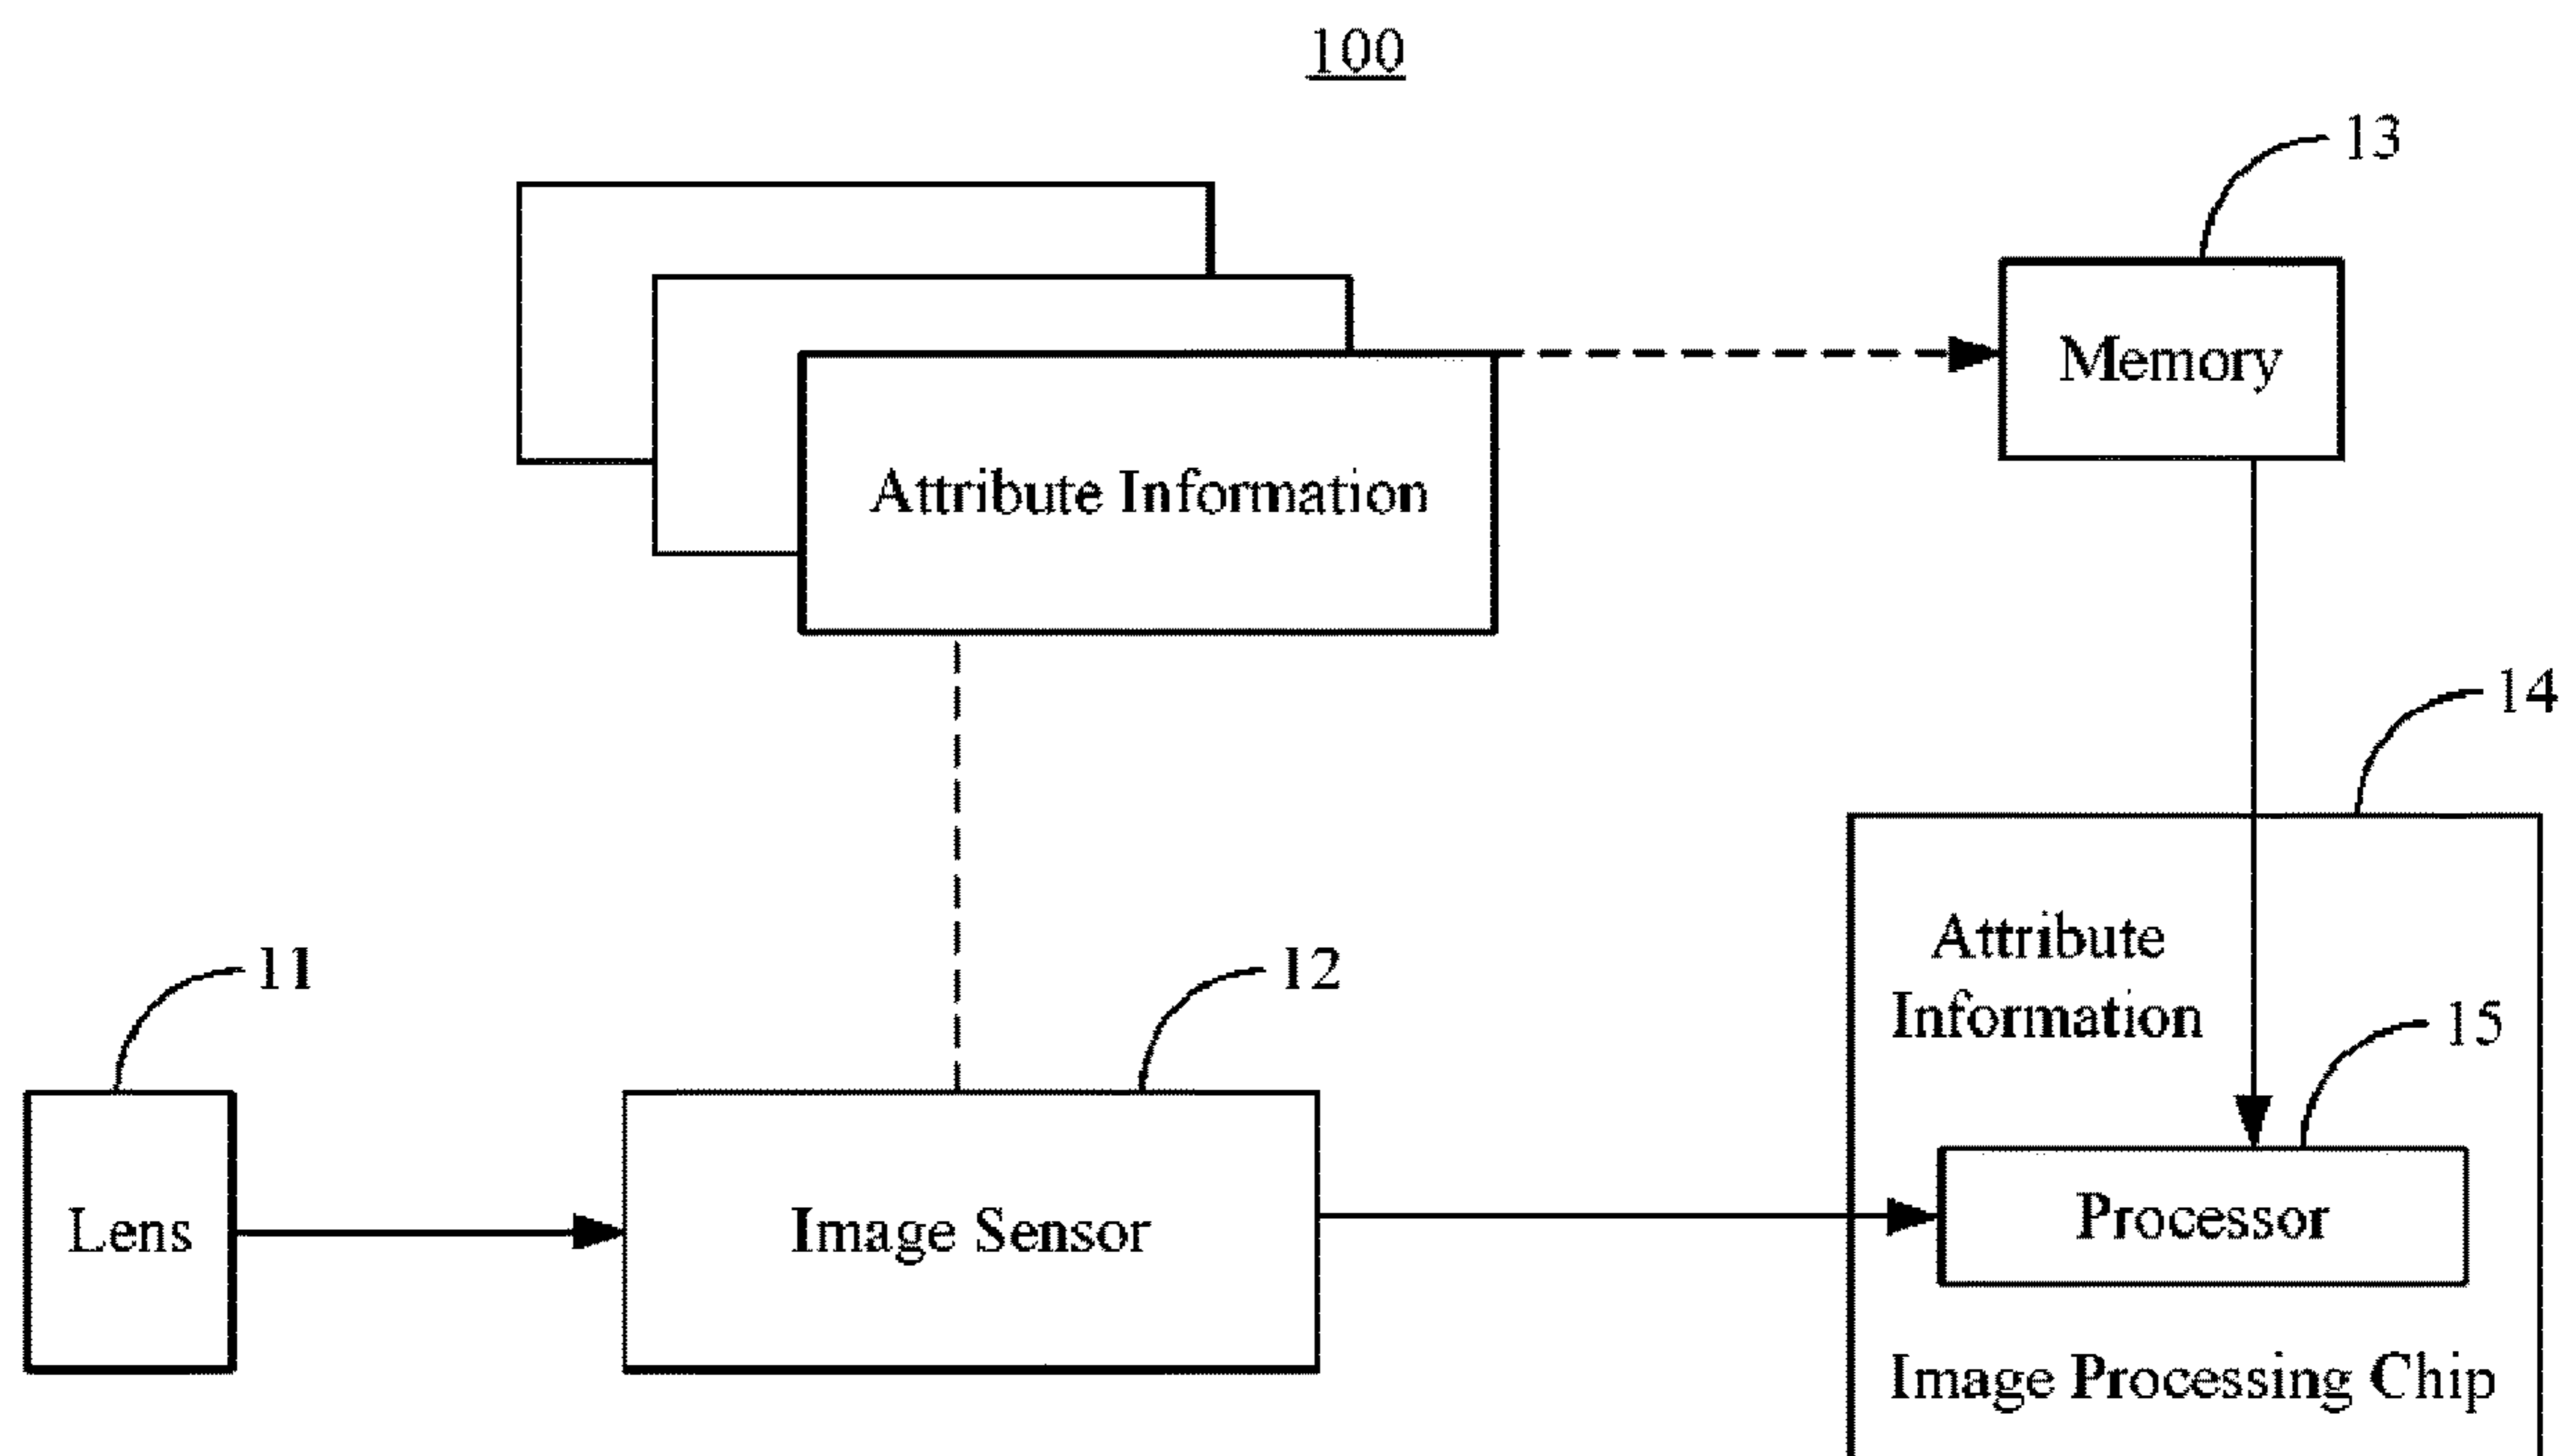 100
13
Memory
Attribute Information
14
Attribute
Information
11
12
15
Lens
Image Sensor
Processor
Image Processing Chip